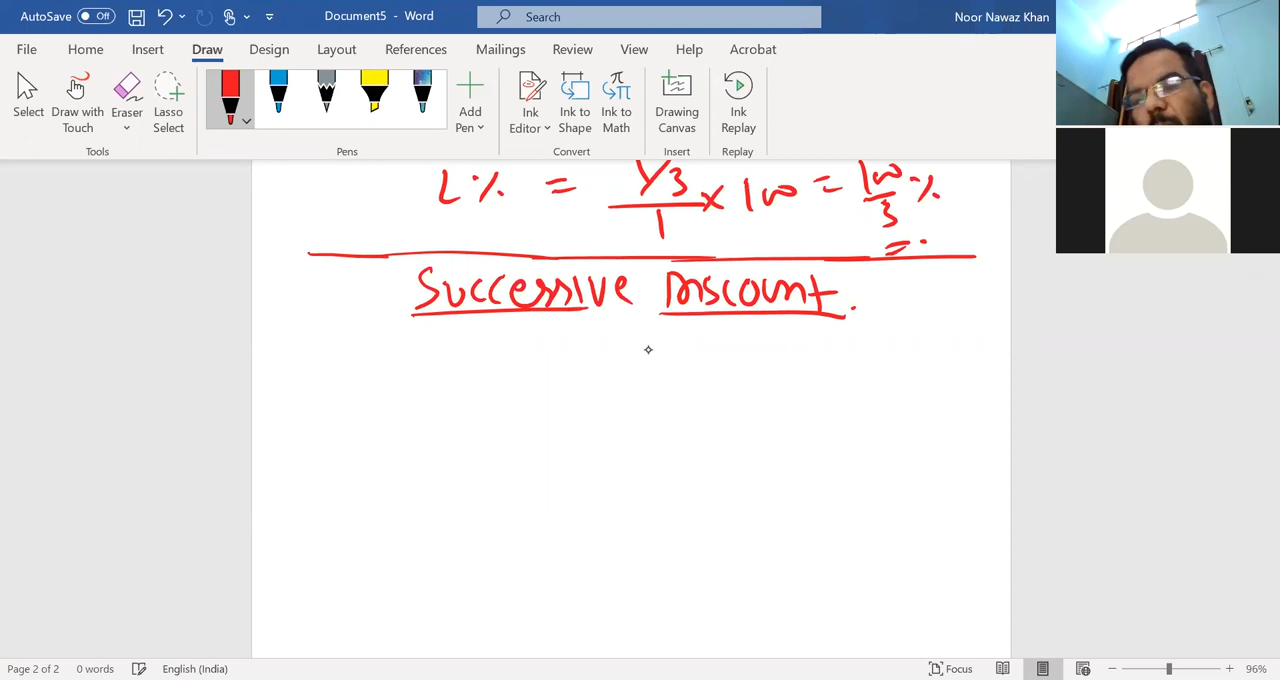 AutoSave Off Document5 - Word Search Noor Nawaz Khan
File Home Insert Draw Design Layout References Mailings Review View Help Acrobat
Select Draw with Touch Eraser Lasso Select Add Pen Ink Editor Ink to Shape Ink to Math Drawing Canvas Ink Replay
Tools Pens Convert Insert Replay
L% = 1/3 / 1 × 100 = 100/3 %
=.
Successive Discount.
Page 2 of 2 0 words English (India) Focus 96%